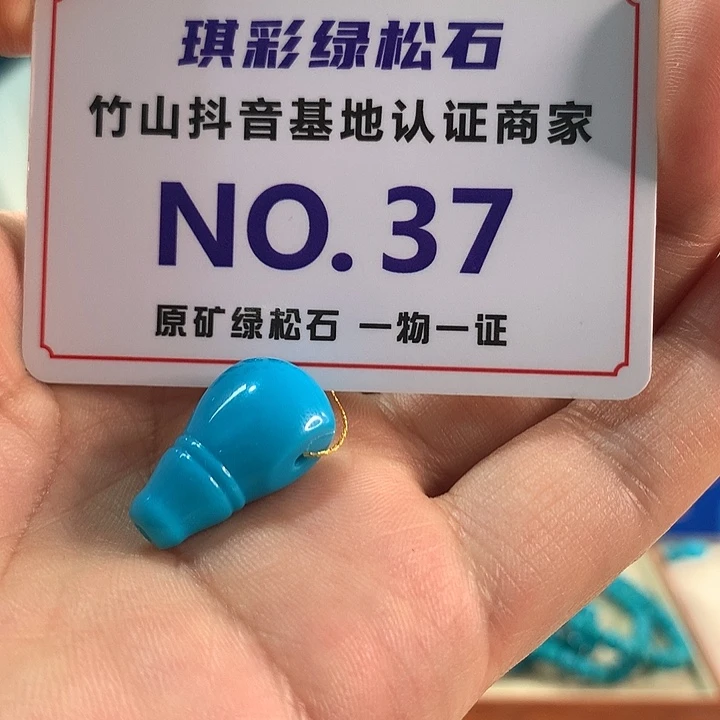 琪彩绿松石
竹山抖音基地认证商家
NO. 37
原矿绿松石 一物一证